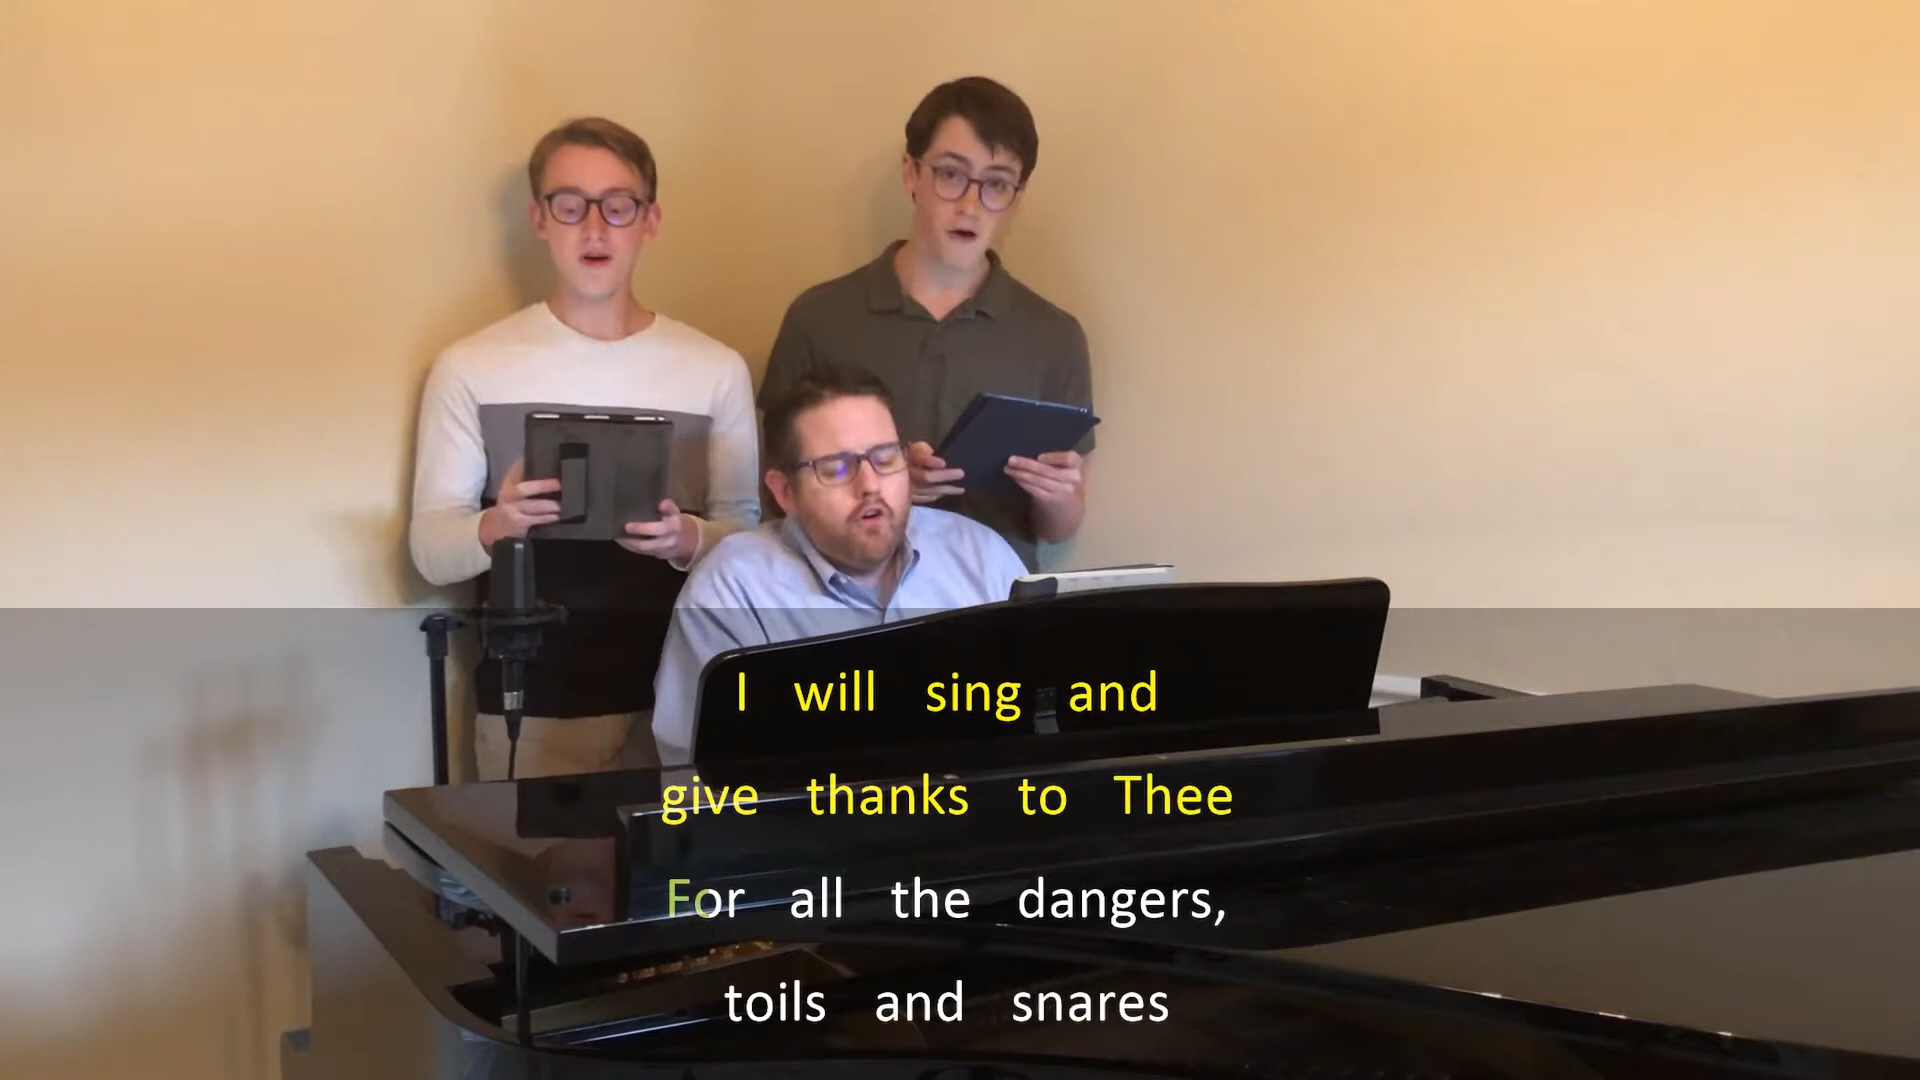 I will sing and
give thanks to Thee
For all the dangers,
toils and snares